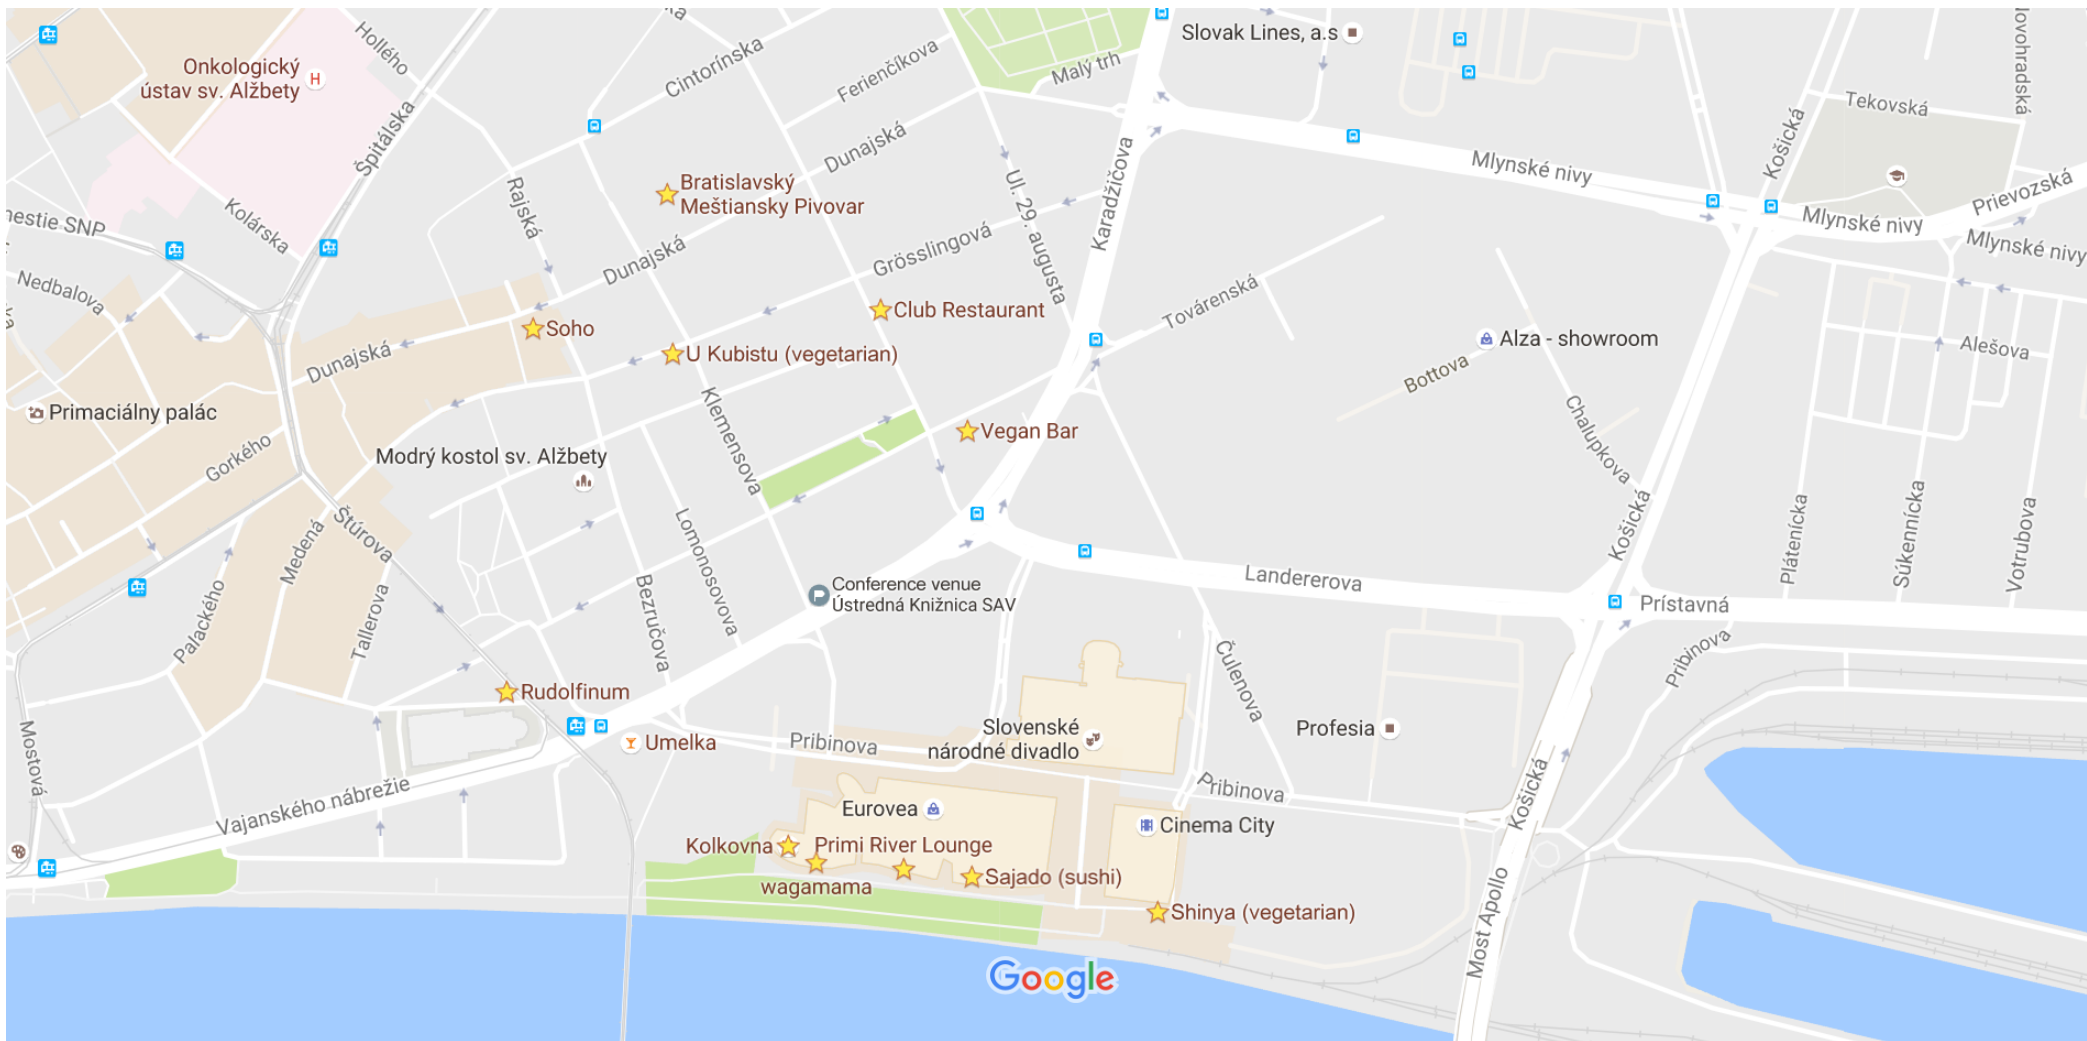 Slovak Lines, a.s
Hollého
Cintorínska
Ferienčíkova
Malý trh
Onkologický
ústav sv. Alžbety
Špitálska
Tekovská
Košická
Dunajská
Mlynské nivy
Bratislavský
Meštiansky Pivovar
Rajská
Kolárska
Ul. 29. augusta
Karadžičova
Prievozská
Mlynské nivy
Mlynské nivy
Nedbalova
Dunajská
Grösslingová
Club Restaurant
Továrenská
Soho
U Kubistu (vegetarian)
Alza - showroom
Alešova
Dunajská
Bottova
Primaciálny palác
Klemensova
Chalupkova
Vegan Bar
Gorkého
Modrý kostol sv. Alžbety
Štúrova
Medená
Lomonosovova
Košická
Plátenícka
Súkennícka
Votrubova
Landererova
Conference venue
Ústredná Knižnica SAV
Prístavná
Palackého
Tallerova
Bezručova
Čulenova
Pribinova
Rudolfinum
Mostová
Umelka
Pribinova
Slovenské
národné divadlo
Profesia
Vajanského nábrežie
Pribinova
Eurovea
Cinema City
Košická
Kolkovna
Primi River Lounge
wagamama
Sajado (sushi)
Shinya (vegetarian)
Most Apollo
Google